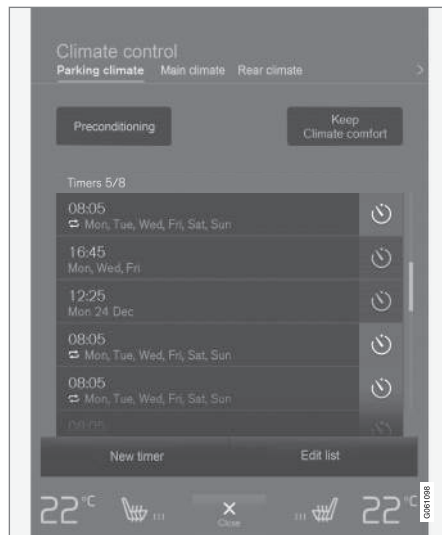 Climate control
Parking climate Main climate Rear climate
Preconditioning
Keep
Climate comfort
Timers 5/8
08:05
Mon, Tue, Wed, Fri, Sat, Sun
16:45
Mon, Wed, Fri
12:25
Mon 24 Dec
08:05
Mon, Tue, Wed, Fri, Sat, Sun
08:05
Mon, Tue, Wed, Fri, Sat, Sun
08:05
New timer Edit list
22°C 22°C
Close
G061098